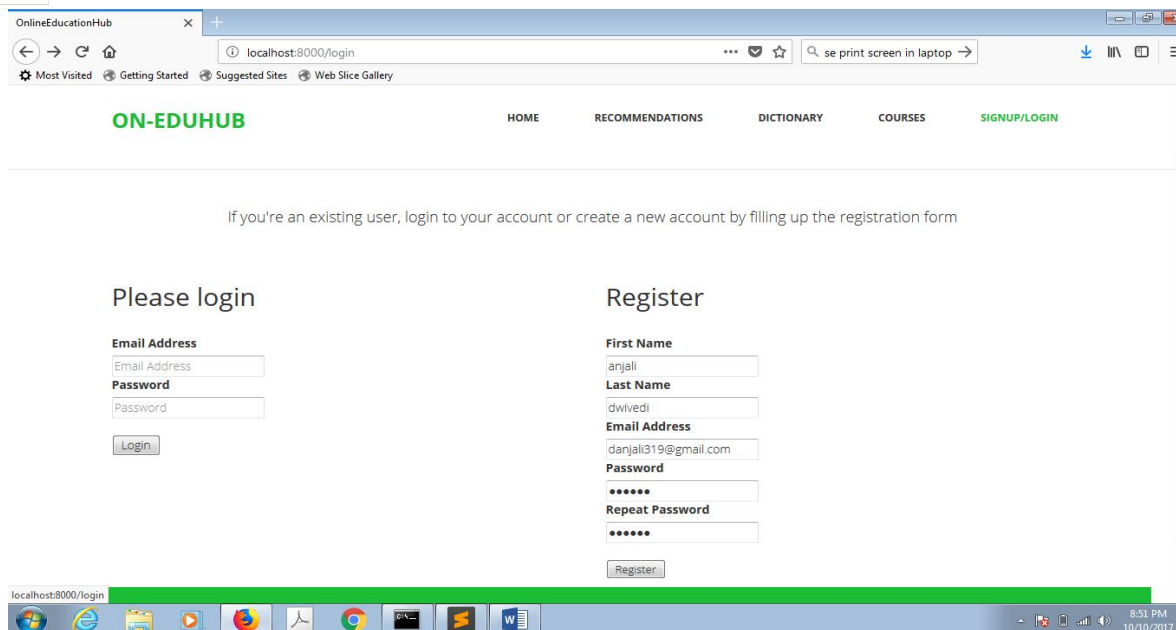 OnlineEducationHub
localhost:8000/login
se print screen in laptop
Most Visited Getting Started Suggested Sites Web Slice Gallery
ON-EDUHUB HOME RECOMMENDATIONS DICTIONARY COURSES SIGNUP/LOGIN
If you're an existing user, login to your account or create a new account by filling up the registration form
Please login
Email Address
Email Address
Password
Password
Login
Register
First Name
anjali
Last Name
dwivedi
Email Address
danjali319@gmail.com
Password
••••••
Repeat Password
••••••
Register
localhost:8000/login
8:51 PM
10/10/2017